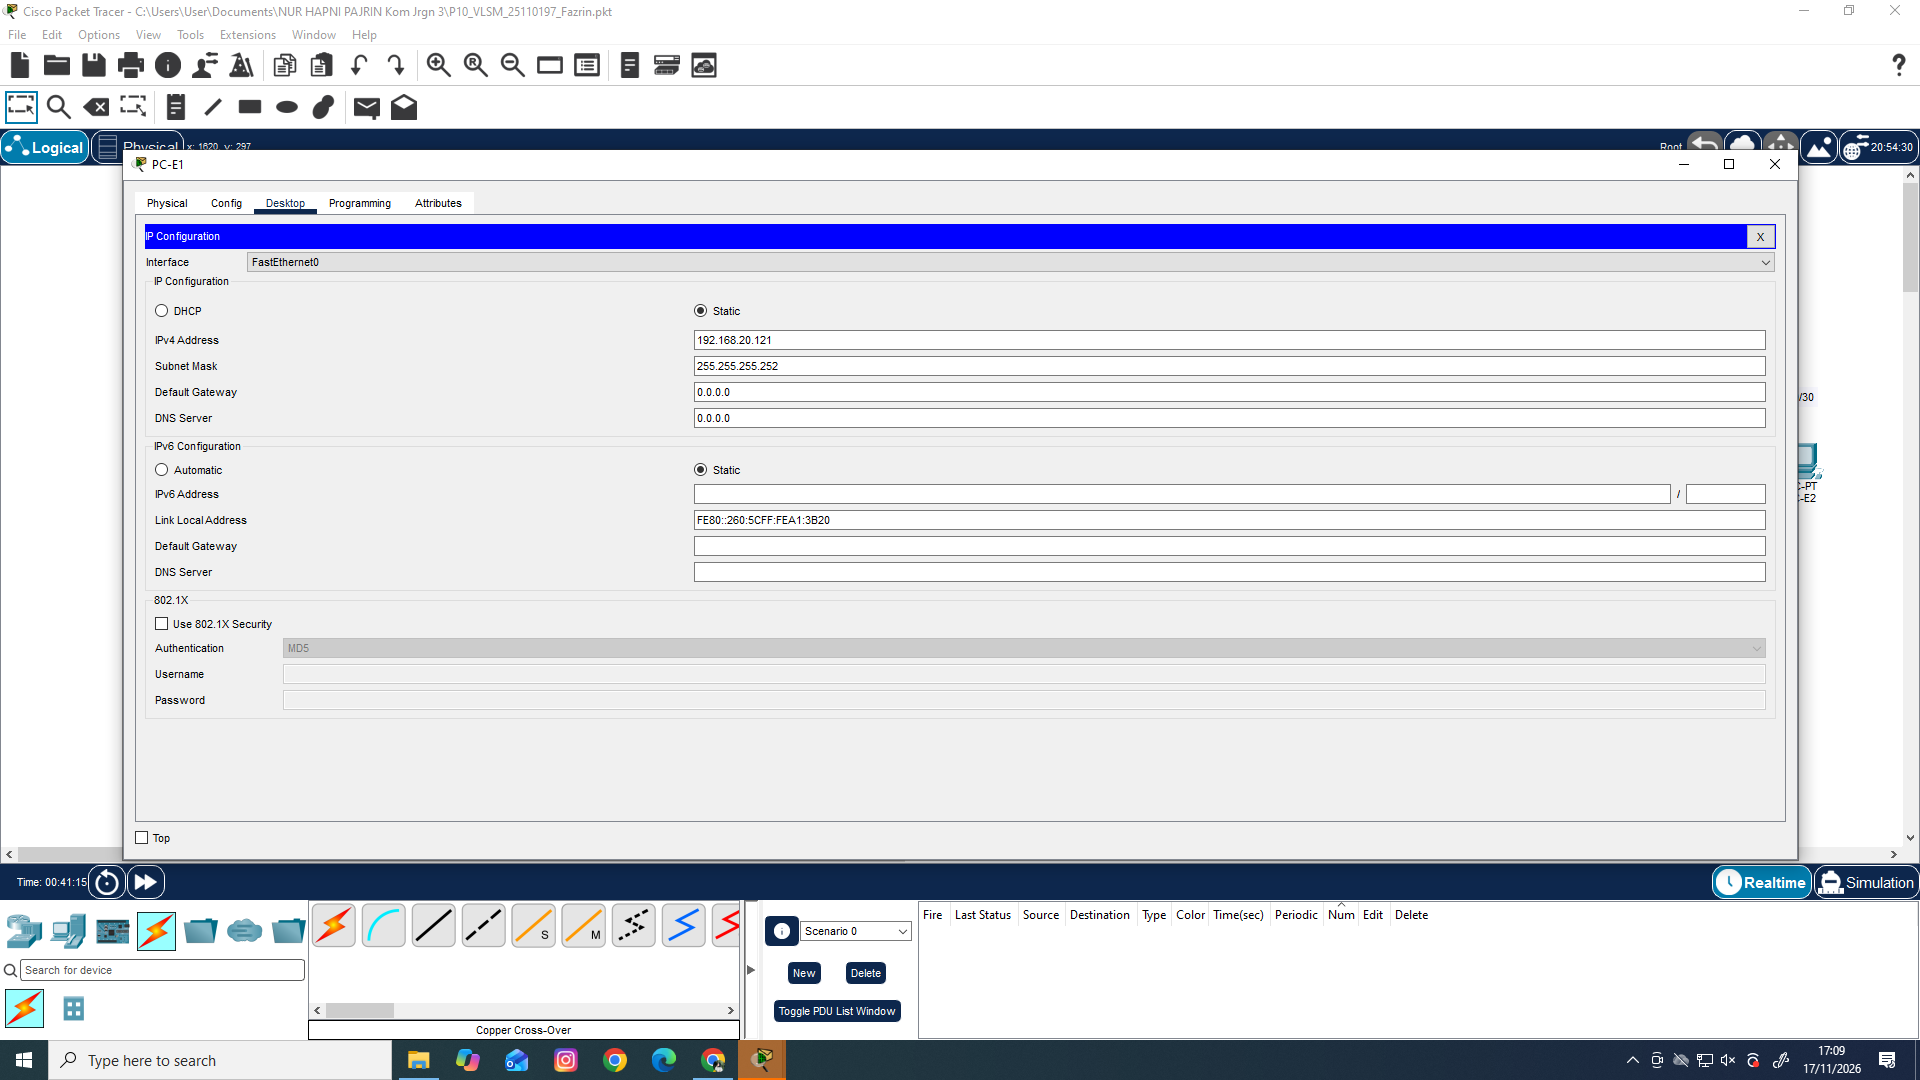 Cisco Packet Tracer - C:\Users\User\Documents\NUR HAPNI PAJRIN Kom Jrgn 3\P10_VLSM_25110197_Fazrin.pkt
File Edit Options View Tools Extensions Window Help
?
Logical Physical x: 1620, y: 297 Root 20:54:30
PC-E1
Physical Config Desktop Programming Attributes
IP Configuration X
Interface FastEthernet0
IP Configuration
DHCP Static
IPv4 Address 192.168.20.121
Subnet Mask 255.255.255.252
Default Gateway 0.0.0.0
/30
DNS Server 0.0.0.0
IPv6 Configuration
Automatic Static
IPv6 Address /
-PT
-E2
Link Local Address FE80::260:5CFF:FEA1:3B20
Default Gateway
DNS Server
802.1X
Use 802.1X Security
Authentication MD5
Username
Password
Top
Time: 00:41:15 Realtime Simulation
S M
Fire Last Status Source Destination Type Color Time(sec) Periodic Num Edit Delete
Scenario 0
Search for device
New Delete
Toggle PDU List Window
Copper Cross-Over
Type here to search
17:09
17/11/2026